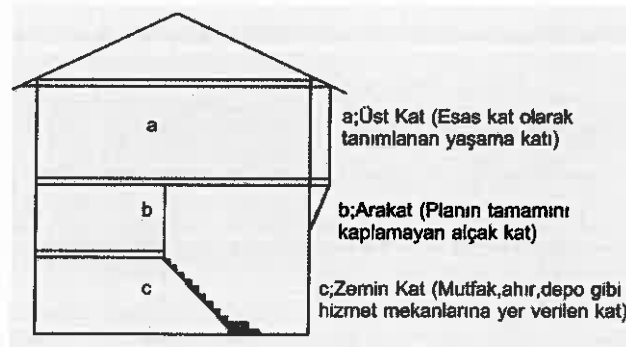 a
a;Üst Kat (Esas kat olarak
tanımlanan yaşama katı)
b
b;Arakat (Planın tamamını
kaplamayan alçak kat)
c
c;Zemin Kat (Mutfak,ahır,depo gibi
hizmet mekanlarına yer verilen kat)